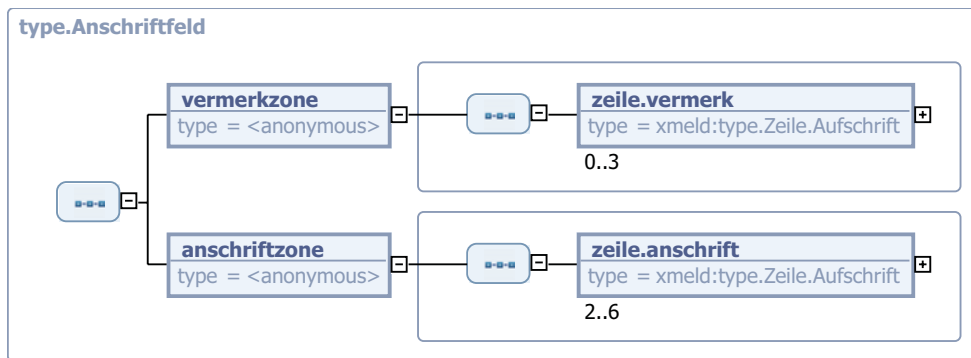 type.Anschriftfeld
vermerkzone
type = <anonymous>
zeile.vermerk
type = xmeld:type.Zeile.Aufschrift
0..3
anschriftzone
type = <anonymous>
zeile.anschrift
type = xmeld:type.Zeile.Aufschrift
2..6